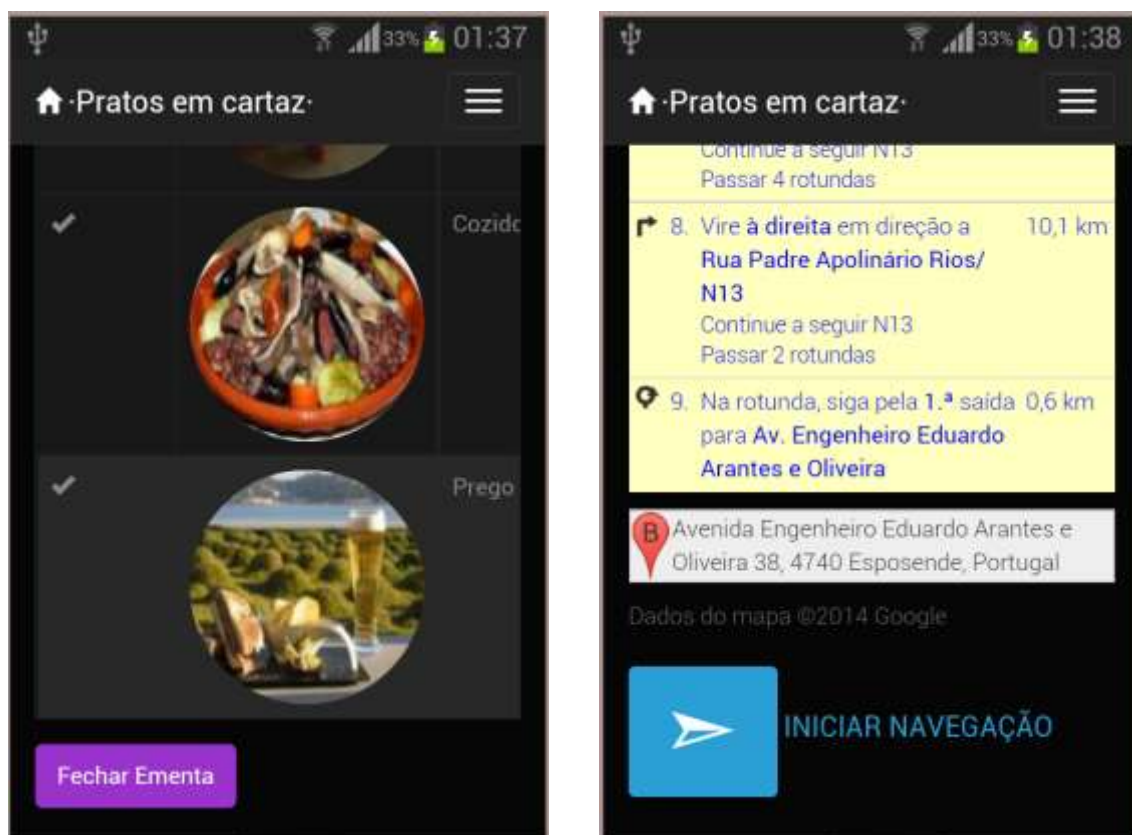 33% 01:37
·Pratos em cartaz·
Cozido
Prego
Fechar Ementa
33% 01:38
·Pratos em cartaz·
Continue a seguir N13
Passar 4 rotundas
8. Vire à direita em direção a 10,1 km
Rua Padre Apolinário Rios/
N13
Continue a seguir N13
Passar 2 rotundas
9. Na rotunda, siga pela 1.ª saída 0,6 km
para Av. Engenheiro Eduardo
Arantes e Oliveira
B Avenida Engenheiro Eduardo Arantes e
Oliveira 38, 4740 Esposende, Portugal
Dados do mapa ©2014 Google
INICIAR NAVEGAÇÃO